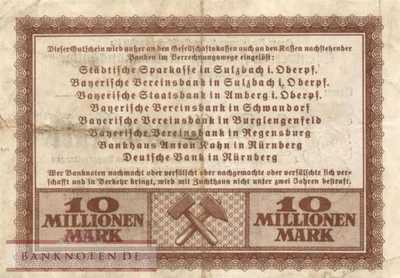 Dieser Gutschein wird außer an den Gesellschaftskassen auch an den Kassen nachstehender
Banken im Verrechnungswege eingelöst:
Städtische Sparkasse in Sulzbach i. Oberpf.
Bayerische Vereinsbank in Sulzbach i. Oberpf.
Bayerische Staatsbank in Amberg i. Oberpf.
Bayerische Vereinsbank in Schwandorf
Bayerische Vereinsbank in Burglengenfeld
Bayerische Vereinsbank in Regensburg
Bankhaus Anton Kohn in Nürnberg
Deutsche Bank in Nürnberg
Wer Banknoten nachmacht oder verfälscht oder nachgemachte oder verfälschte sich ver-
schafft und in Verkehr bringt, wird mit Zuchthaus nicht unter zwei Jahren bestraft.
10 MILLIONEN MARK
10 MILLIONEN MARK
BANKNOTEN.DE